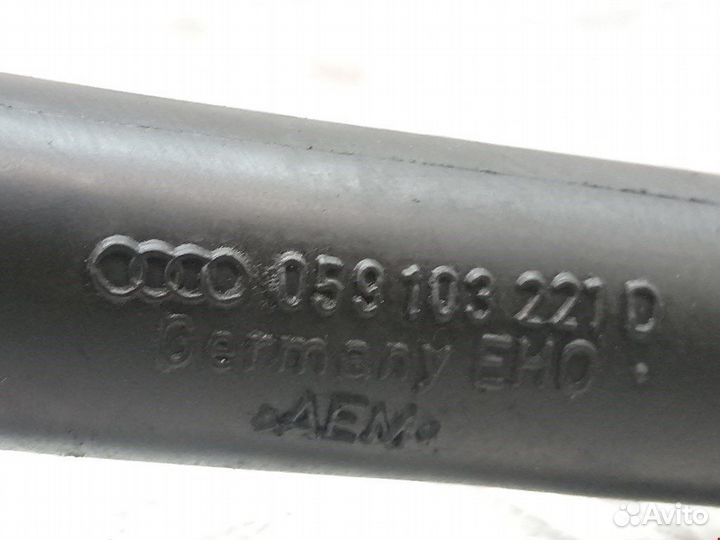 059 103 221 D
Germany EHO
>AEM<
Avito